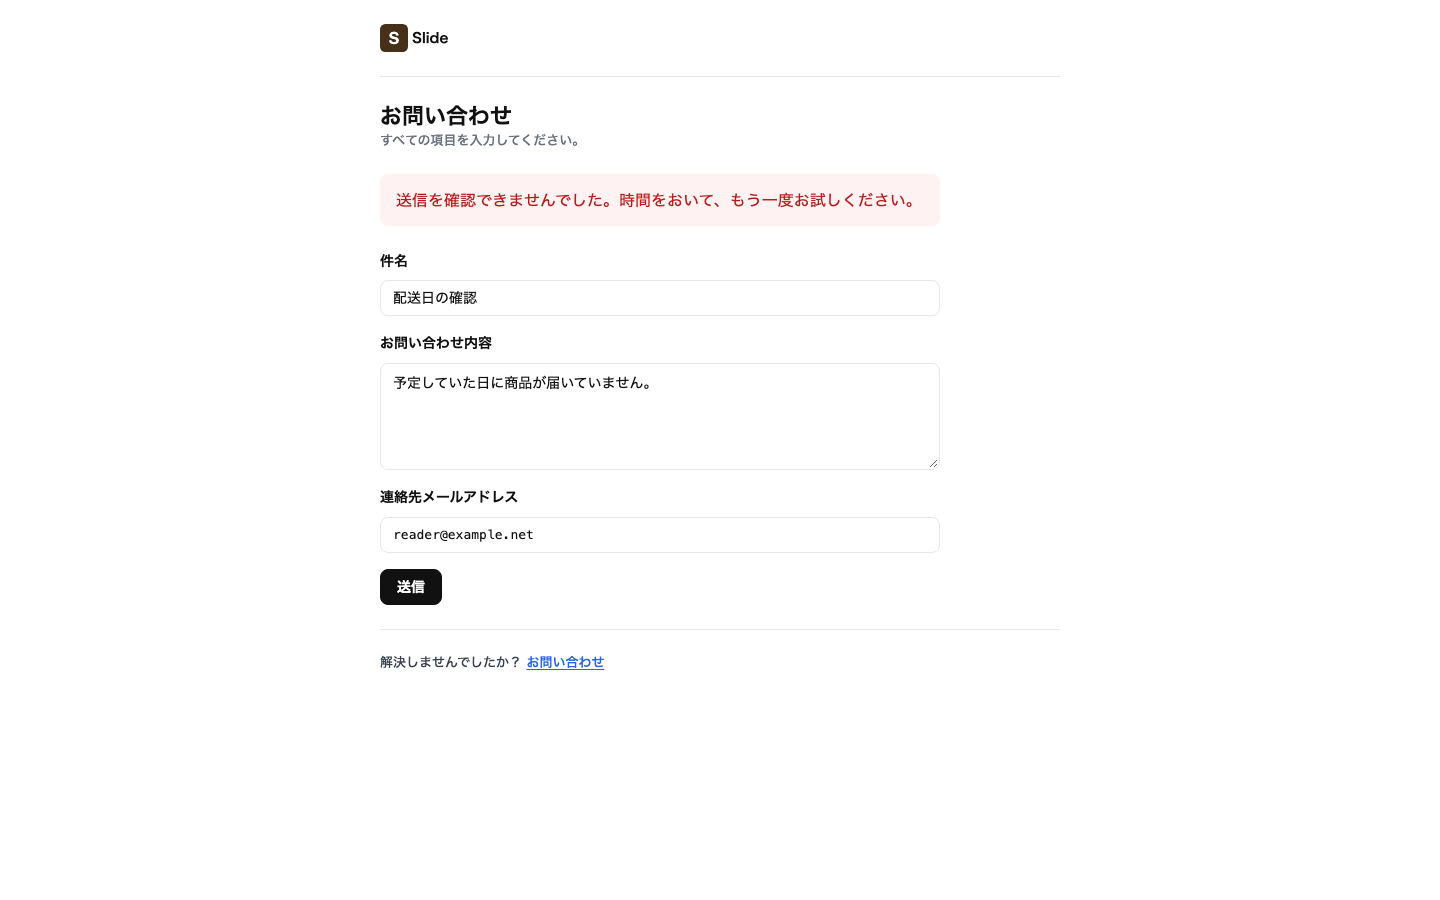 S Slide
お問い合わせ
すべての項目を入力してください。
送信を確認できませんでした。時間をおいて、もう一度お試しください。
件名
配送日の確認
お問い合わせ内容
予定していた日に商品が届いていません。
連絡先メールアドレス
reader@example.net
送信
解決しませんでしたか？ お問い合わせ